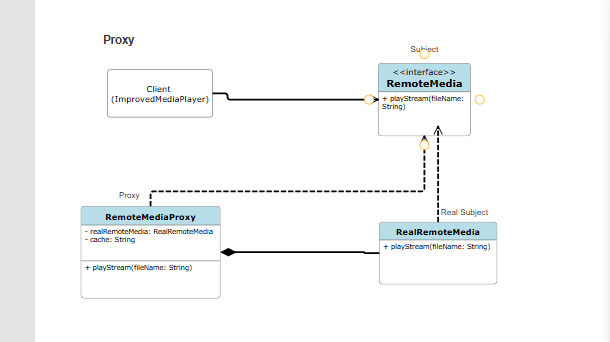 Proxy
Subject
Client
(ImprovedMediaPlayer)
<<interface>>
RemoteMedia
+ playStream(fileName:
String)
Proxy
Real Subject
RemoteMediaProxy
- realRemoteMedia: RealRemoteMedia
- cache: String
+ playStream(fileName: String)
RealRemoteMedia
+ playStream(fileName: String)